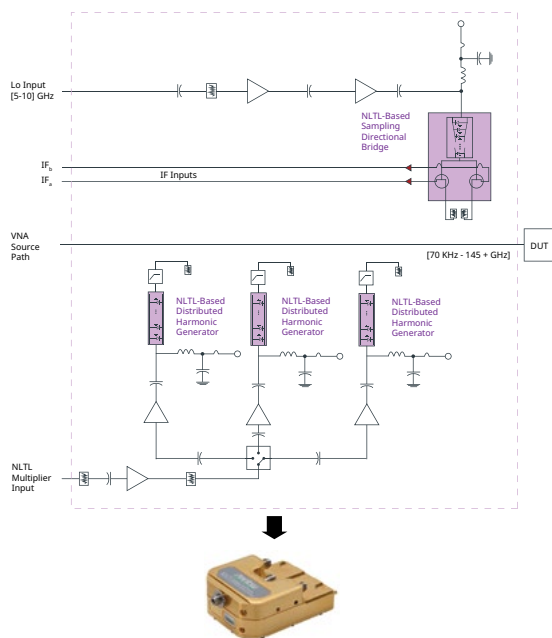 Lo Input
[5-10] GHz
NLTL-Based
Sampling
Directional
Bridge
IFb
IFa
IF Inputs
VNA
Source
Path
[70 KHz - 145 + GHz]
DUT
NLTL-Based
Distributed
Harmonic
Generator
NLTL-Based
Distributed
Harmonic
Generator
NLTL-Based
Distributed
Harmonic
Generator
NLTL
Multiplier
Input